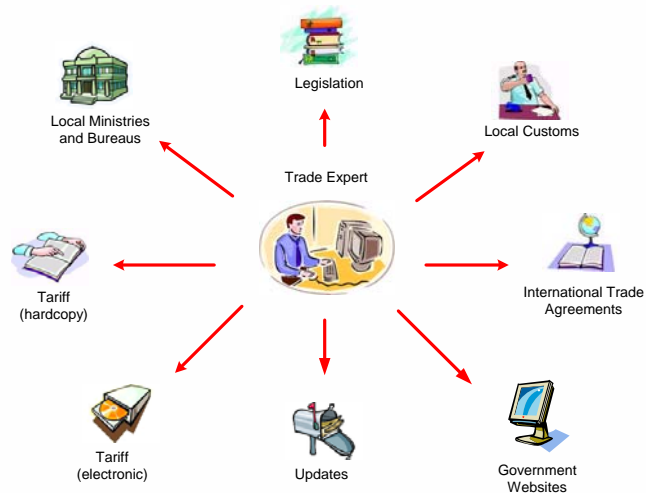 Legislation
Local Ministries
and Bureaus
Local Customs
Trade Expert
Tariff
(hardcopy)
International Trade
Agreements
Tariff
(electronic)
Updates
Government
Websites